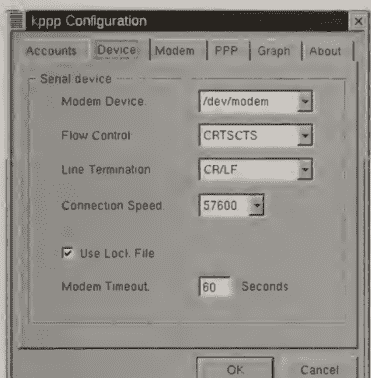 kppp Configuration
Accounts Device Modem PPP Graph About
Serial device
Modem Device
/dev/modem
Flow Control
CRTSCTS
Line Termination
CR/LF
Connection Speed
57600
Use Lock File
Modem Timeout.
60 Seconds
OK Cancel